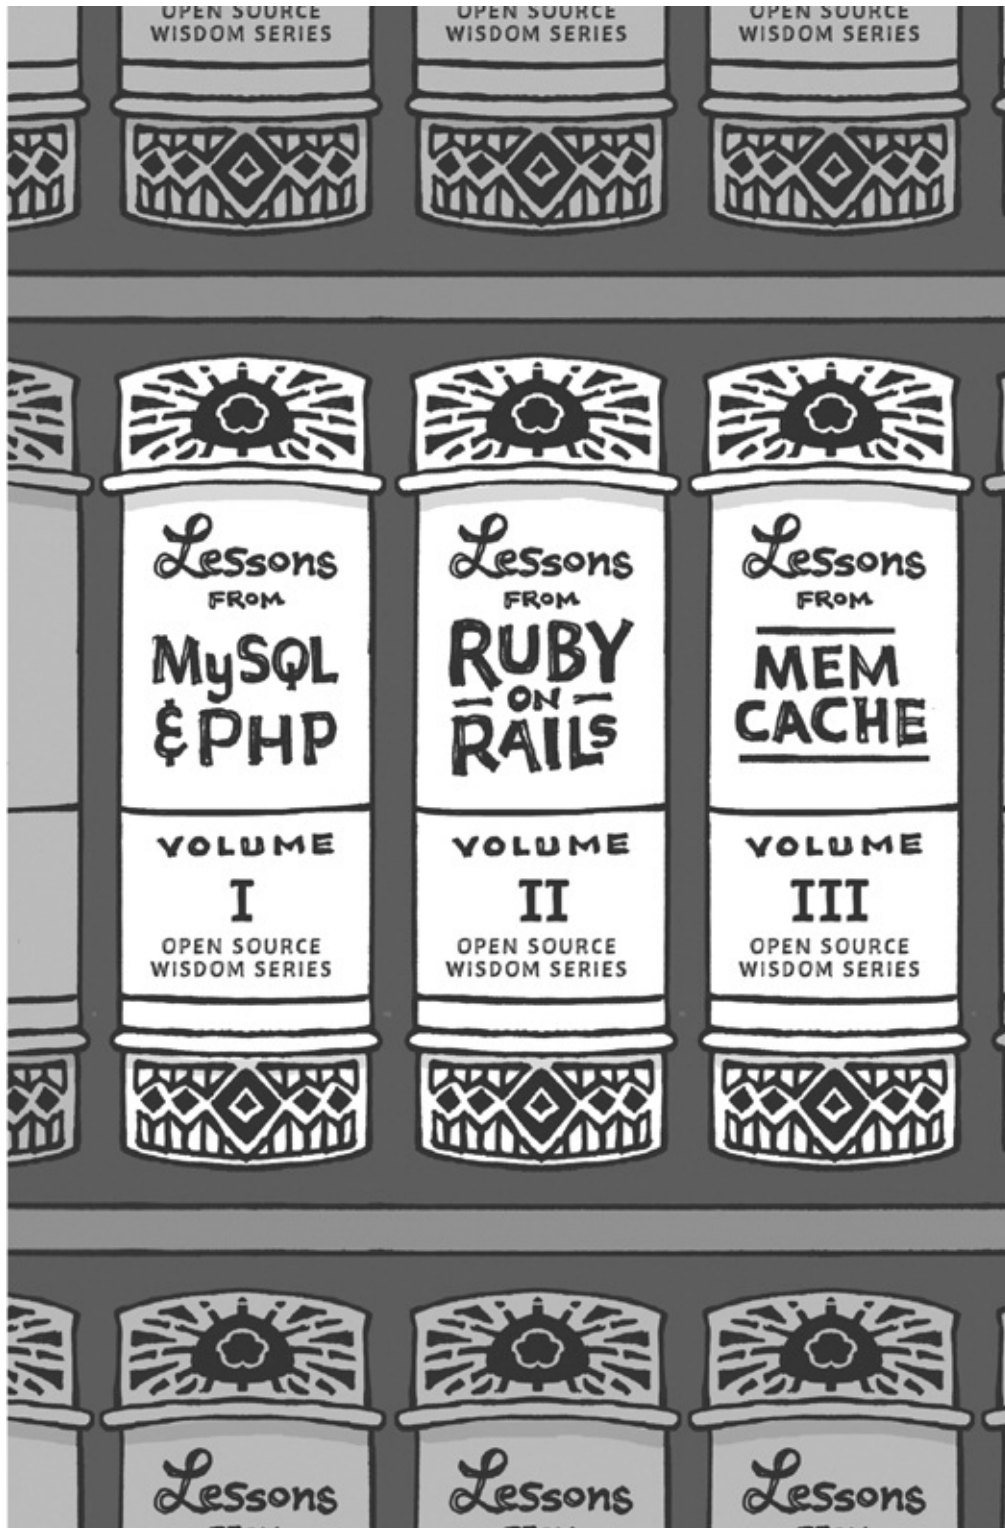 OPEN SOURCE
WISDOM SERIES
OPEN SOURCE
WISDOM SERIES
OPEN SOURCE
WISDOM SERIES
Lessons
FROM
MySQL
& PHP
VOLUME
I
OPEN SOURCE
WISDOM SERIES
Lessons
FROM
RUBY
ON
RAILS
VOLUME
II
OPEN SOURCE
WISDOM SERIES
Lessons
FROM
MEM
CACHE
VOLUME
III
OPEN SOURCE
WISDOM SERIES
Lessons
Lessons
Lessons